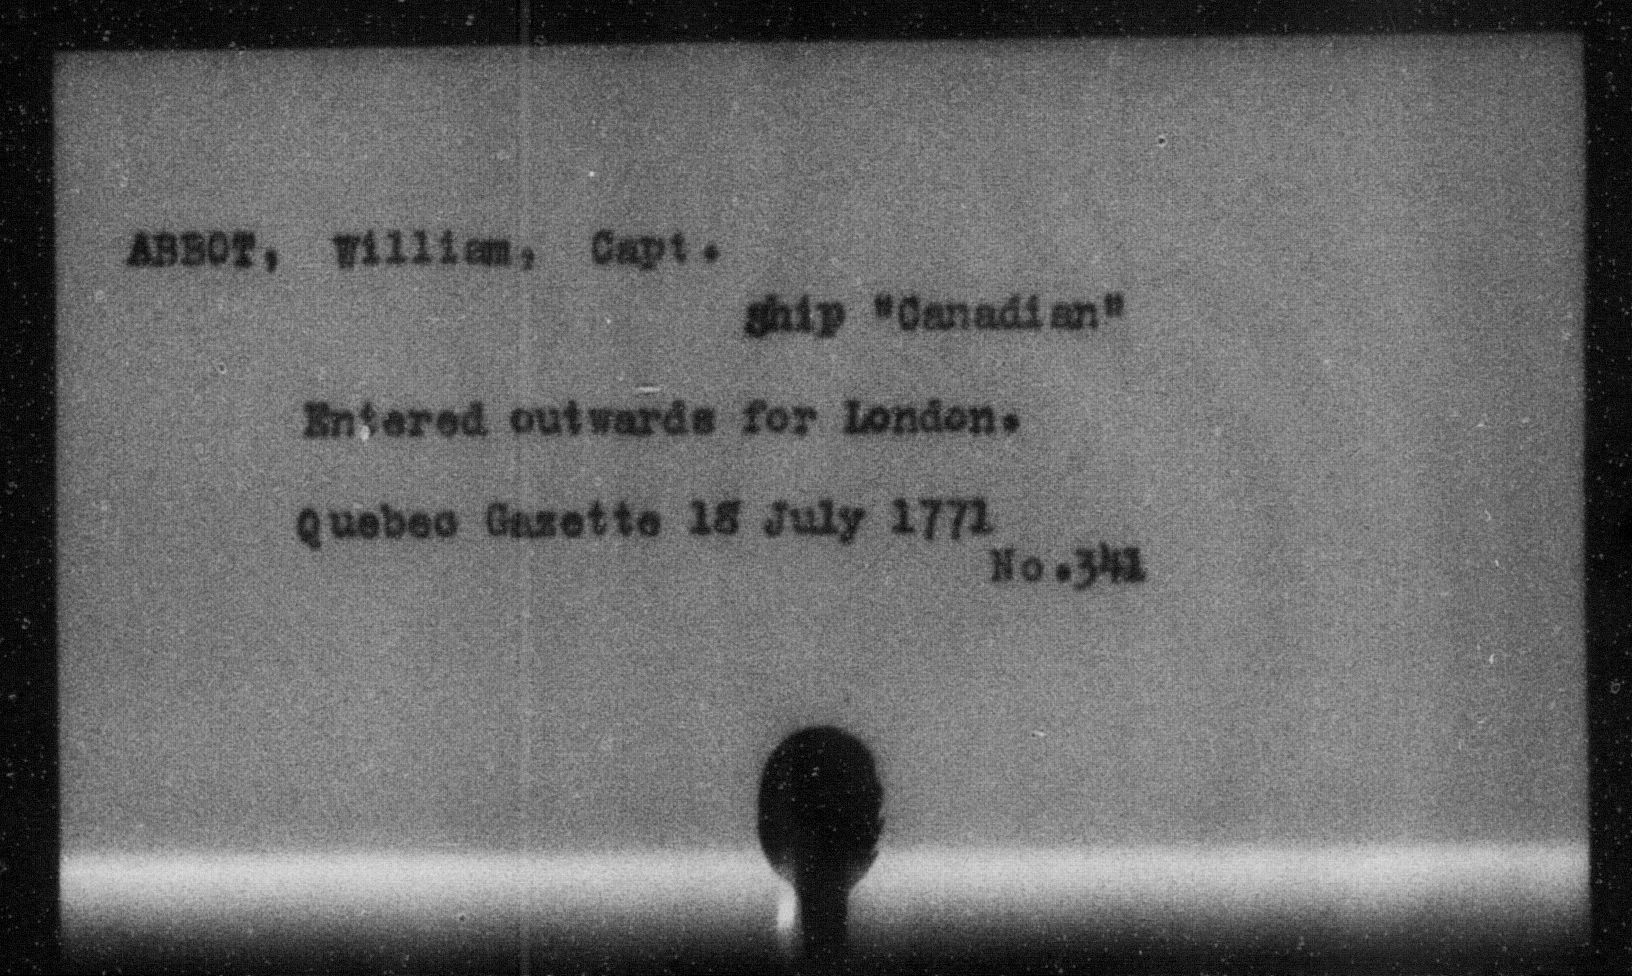 ABBOT, William, Capt.
ship "Canadian"
Entered outwards for London.
Quebec Gazette 18 July 1771
No.341